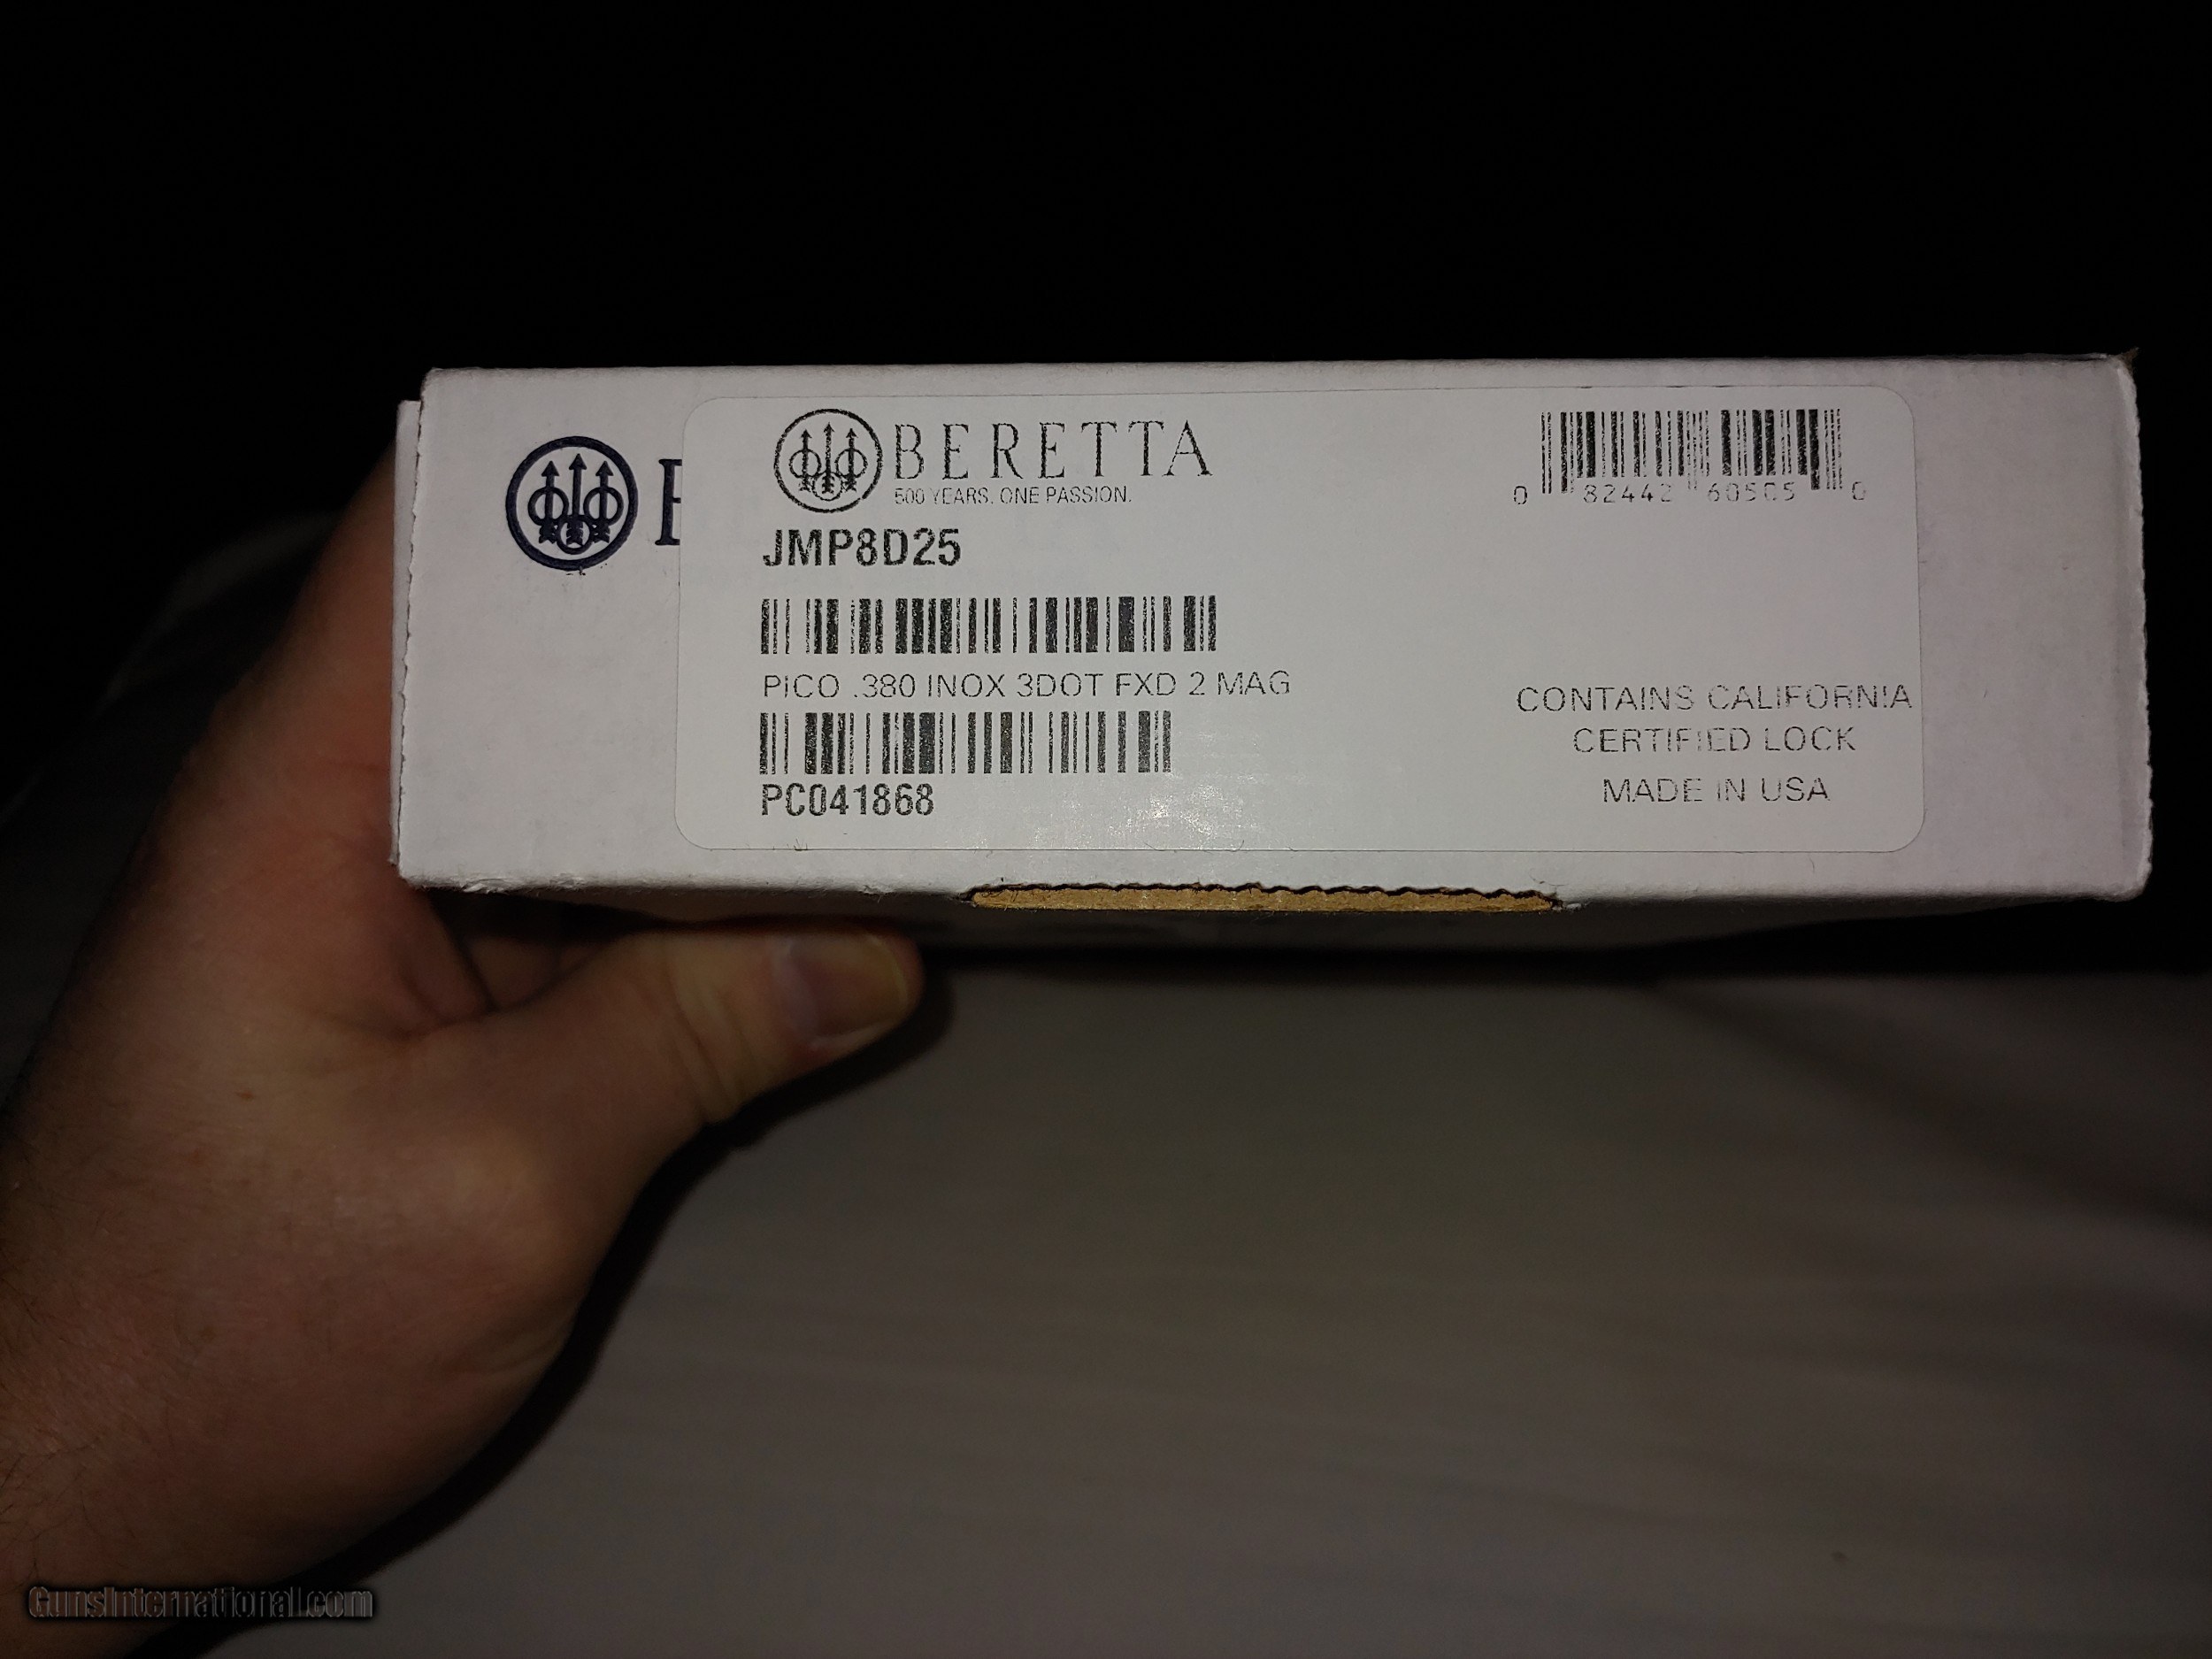 BERETTA
500 YEARS. ONE PASSION.
0 82442 60505 0
JMP8D25
PICO .380 INOX 3DOT FXD 2 MAG
PC041868
CONTAINS CALIFORNIA
CERTIFIED LOCK
MADE IN USA
GunsInternational.com